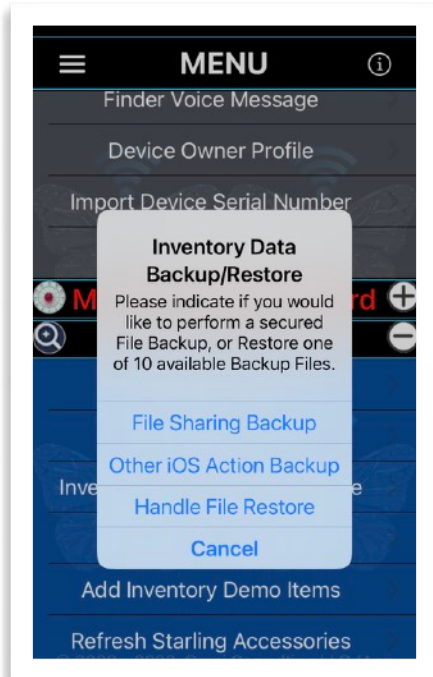 MENU
Finder Voice Message
Device Owner Profile
Import Device Serial Number
Inventory Data
Backup/Restore
Please indicate if you would
like to perform a secured
File Backup, or Restore one
of 10 available Backup Files.
M rd
File Sharing Backup
Other iOS Action Backup
Inve e
Handle File Restore
Cancel
Add Inventory Demo Items
Refresh Starling Accessories